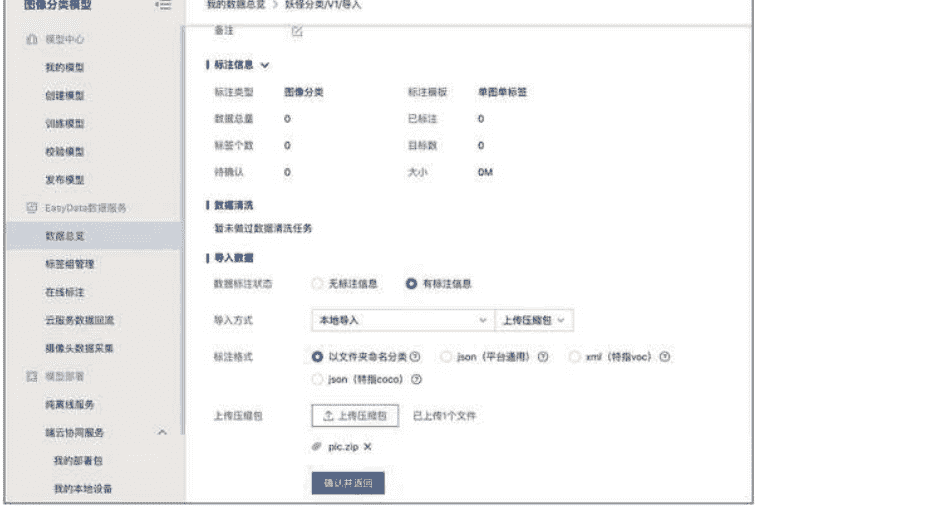 图像分类模型
我的数据总览 > 妖怪分类/V1/导入
模型中心
我的模型
创建模型
训练模型
校验模型
发布模型
EasyData数据服务
数据总览
标签组管理
在线标注
云服务数据回流
摄像头数据采集
模型部署
纯离线服务
端云协同服务
我的部署包
我的本地设备
备注
标注信息
标注类型 图像分类 标注模板 单图单标签
数据总量 0 已标注 0
标签个数 0 目标数 0
待确认 0 大小 0M
数据清洗
暂未做过数据清洗任务
导入数据
数据标注状态 无标注信息 有标注信息
导入方式 本地导入 上传压缩包
标注格式 以文件夹命名分类 json（平台通用） xml（特指voc）
json（特指coco）
上传压缩包 上传压缩包 已上传1个文件
pic.zip
确认并返回